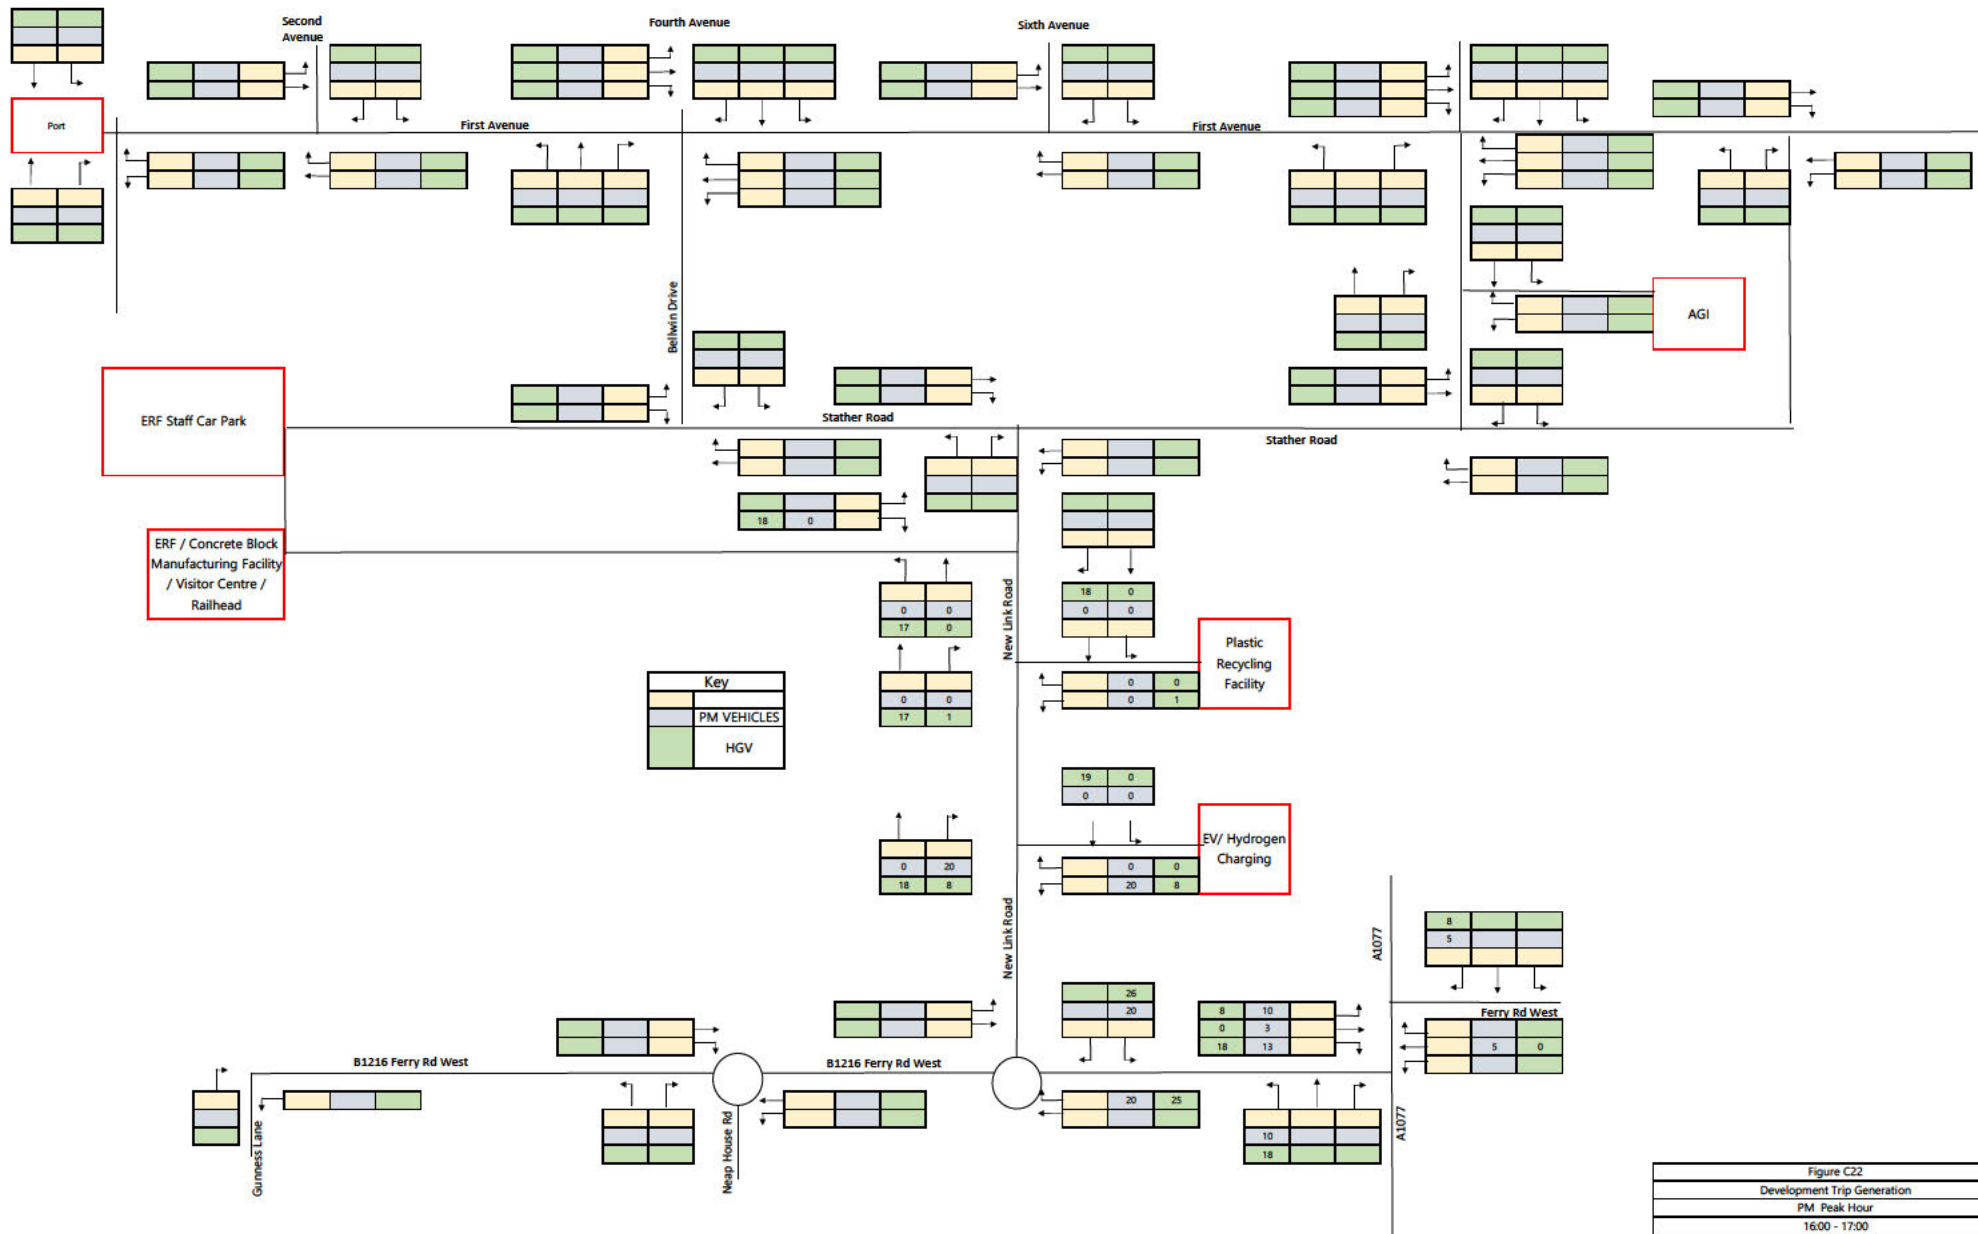 Second
Avenue
Fourth Avenue
Sixth Avenue
Port
First Avenue
First Avenue
Bellwin Drive
AGI
ERF Staff Car Park
Stather Road
Stather Road
18 0
ERF / Concrete Block
Manufacturing Facility
/ Visitor Centre /
Railhead
New Link Road
0 0
17 0
18 0
0 0
Plastic
Recycling
Facility
Key
PM VEHICLES
HGV
0 0
17 1
0 0
0 1
19 0
0 0
EV/ Hydrogen
Charging
0 20
18 8
0 0
20 8
New Link Road
A1077
8
5
26
20
8 10
0 3
18 13
Ferry Rd West
5 0
B1216 Ferry Rd West
B1216 Ferry Rd West
20 25
Gunness Lane
Neap House Rd
10
18
A1077
Figure C22
Development Trip Generation
PM Peak Hour
16:00 - 17:00